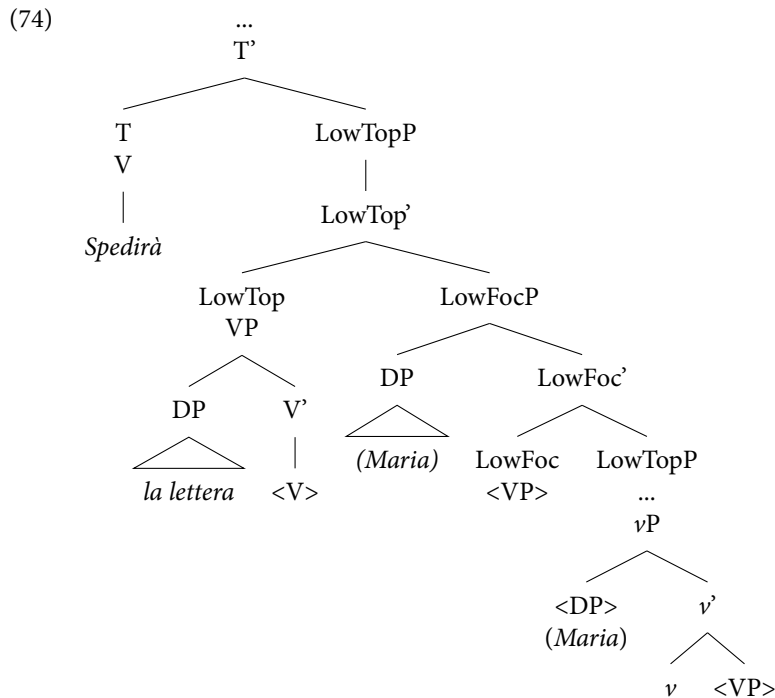 (74)
...
T’
T LowTopP
V
LowTop’
Spedirà
LowTop LowFocP
VP
DP V’ DP LowFoc’
la lettera <V> (Maria) LowFoc LowTopP
<VP> ...
vP
<DP> v’
(Maria)
v <VP>